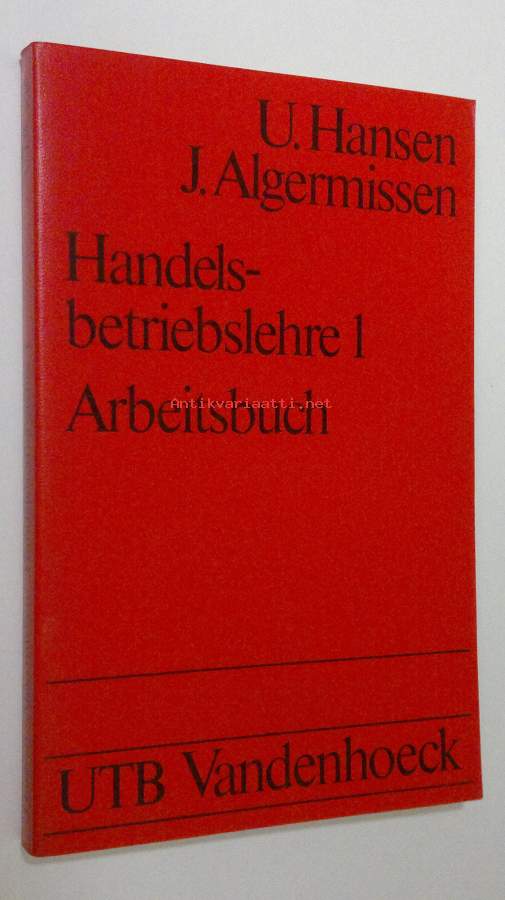 U. Hansen
J. Algermissen
Handels-
betriebslehre 1
Arbeitsbuch
Antikvariaatti.net
UTB Vandenhoeck